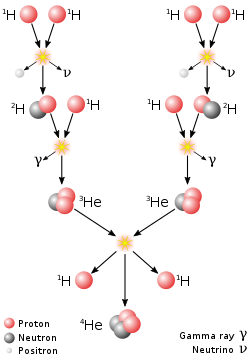 ¹H ¹H ¹H ¹H
ν ν
²H ¹H ¹H ²H
γ γ
³He ³He
¹H ¹H
⁴He
Proton
Neutron
Positron
Gamma ray γ
Neutrino ν